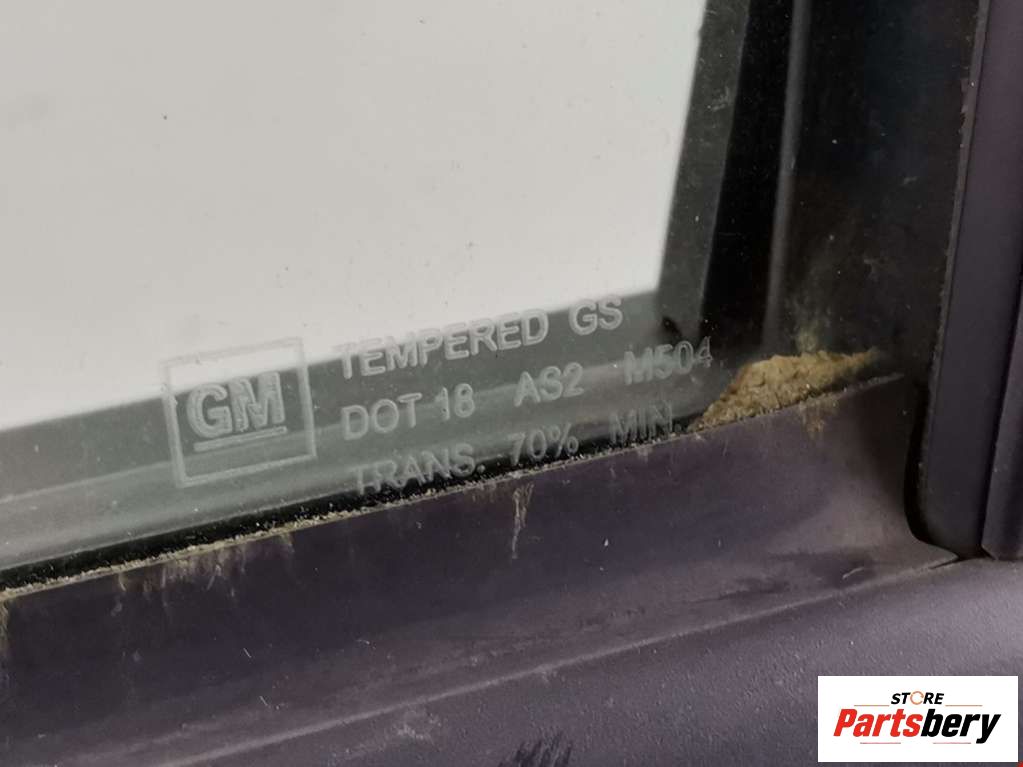 GM
TEMPERED GS
DOT 18 AS2 M504
TRANS. 70% MIN.
STORE
Partsbery